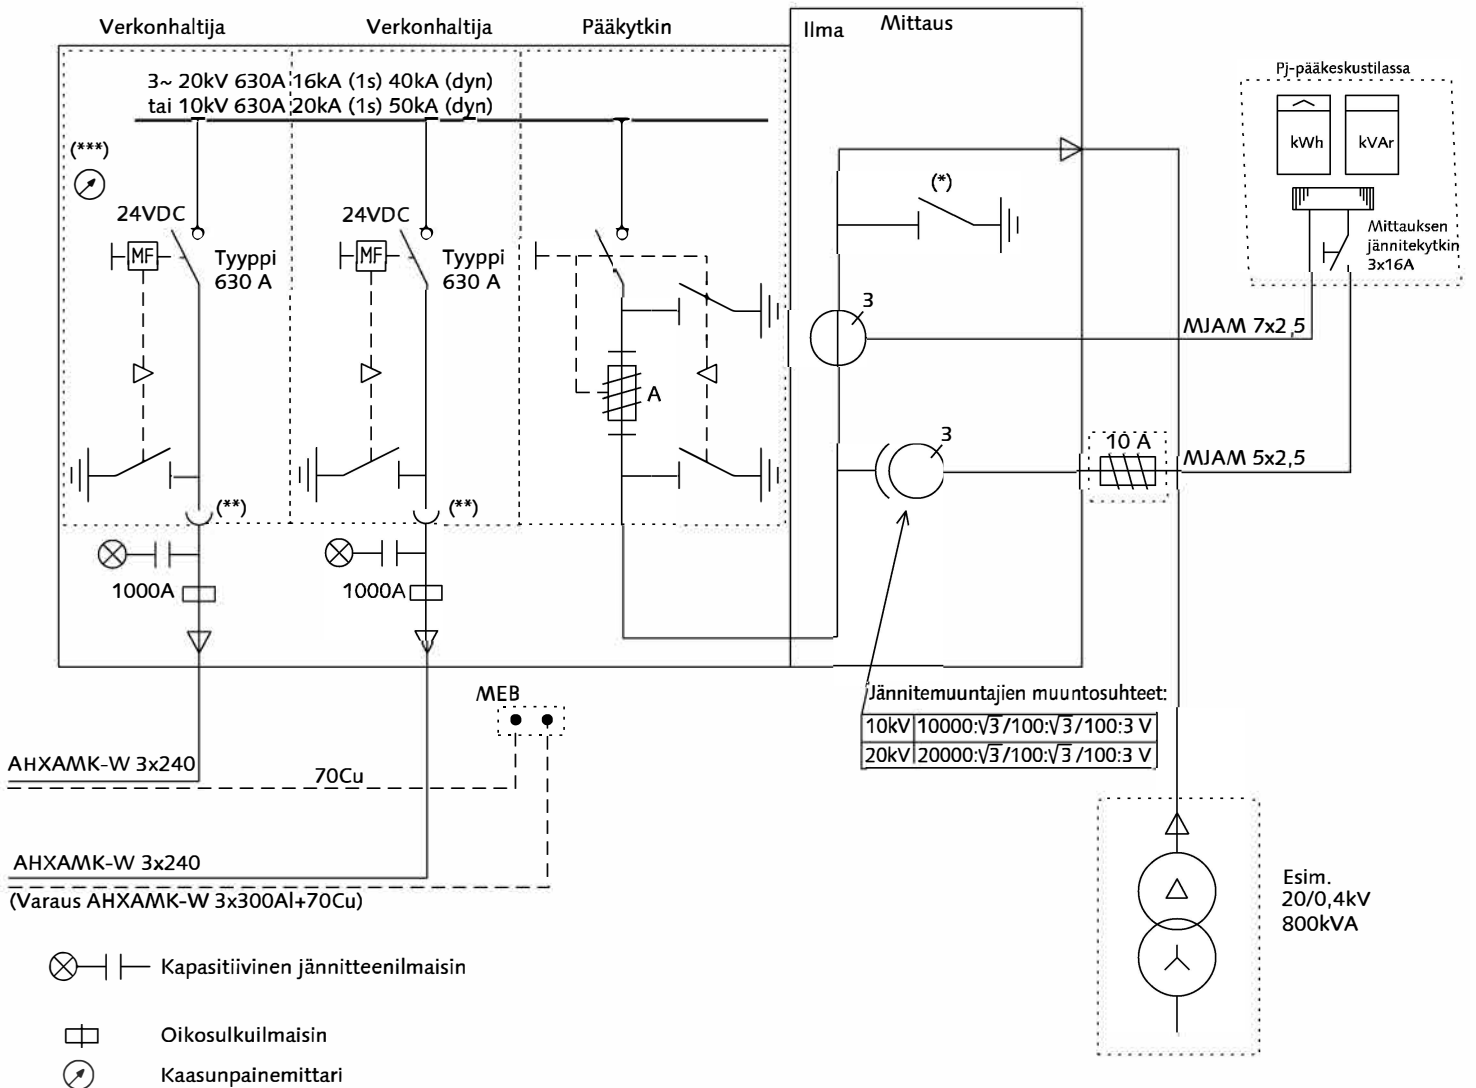 Verkonhaltija
Verkonhaltija
Pääkytkin
Ilma
Mittaus
3~ 20kV 630A 16kA (1s) 40kA (dyn)
tai 10kV 630A 20kA (1s) 50kA (dyn)
Pj-pääkeskustilassa
kWh
kVAr
(***)
(*)
24VDC
24VDC
MF
MF
Tyyppi
630 A
Tyyppi
630 A
Mittauksen
jännitekytkin
3x16A
3
MJAM 7x2,5
A
3
10 A
MJAM 5x2,5
(**)
(**)
1000A
1000A
MEB
Jännitemuuntajien muuntosuhteet:
10kV 10000:√3/100:√3/100:3 V
20kV 20000:√3/100:√3/100:3 V
AHXAMK-W 3x240
70Cu
AHXAMK-W 3x240
(Varaus AHXAMK-W 3x300Al+70Cu)
Esim.
20/0,4kV
800kVA
Kapasitiivinen jännitteenilmaisin
Oikosulkuilmaisin
Kaasunpainemittari